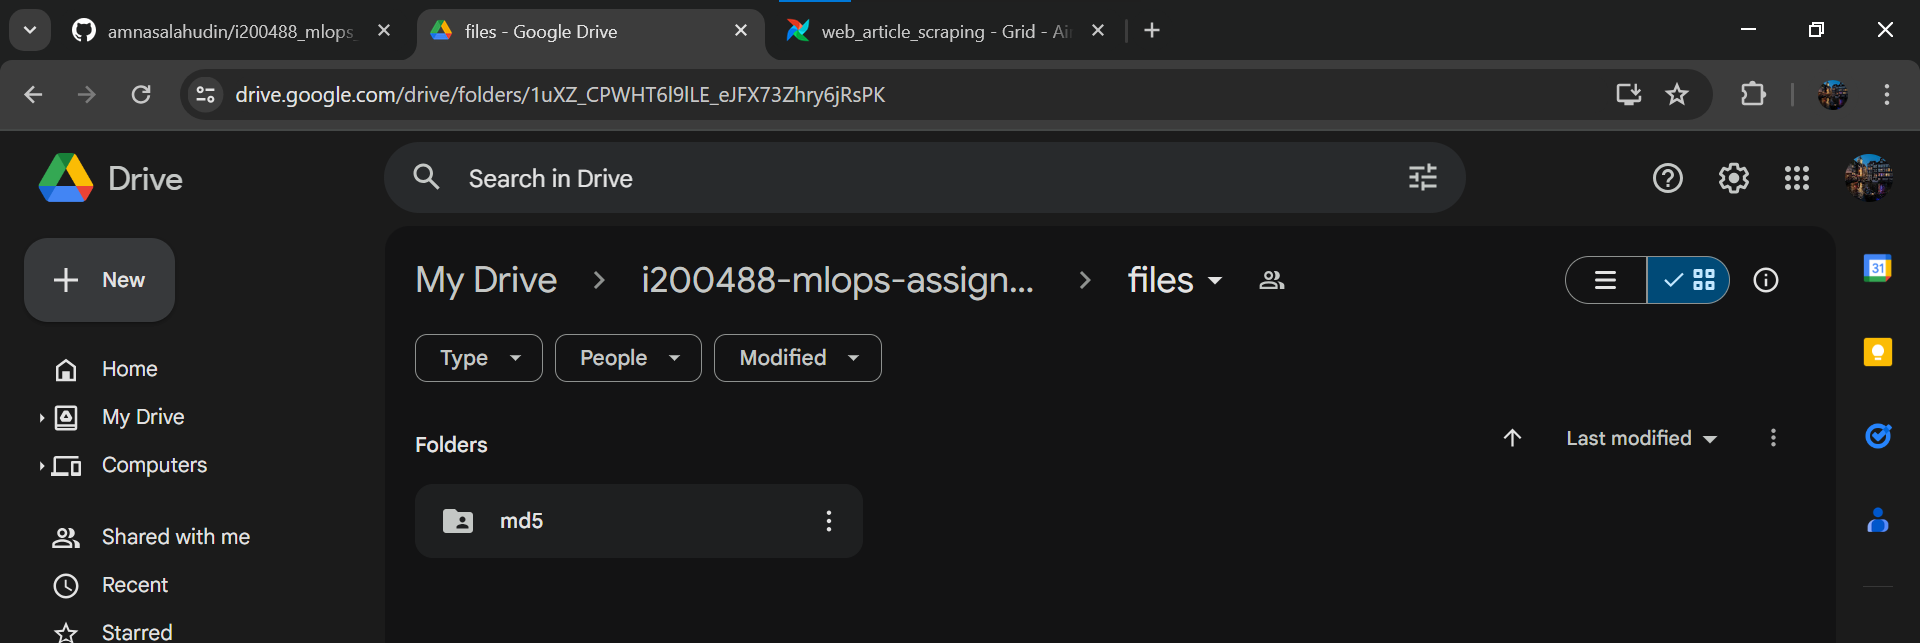 amnasalahudin/i200488_mlops_
files - Google Drive
web_article_scraping - Grid - Ai
drive.google.com/drive/folders/1uXZ_CPWHT6l9lLE_eJFX73Zhry6jRsPK
Drive
Search in Drive
New
My Drive
i200488-mlops-assign...
files
31
Type
People
Modified
Home
My Drive
Computers
Shared with me
Recent
Starred
Folders
Last modified
md5